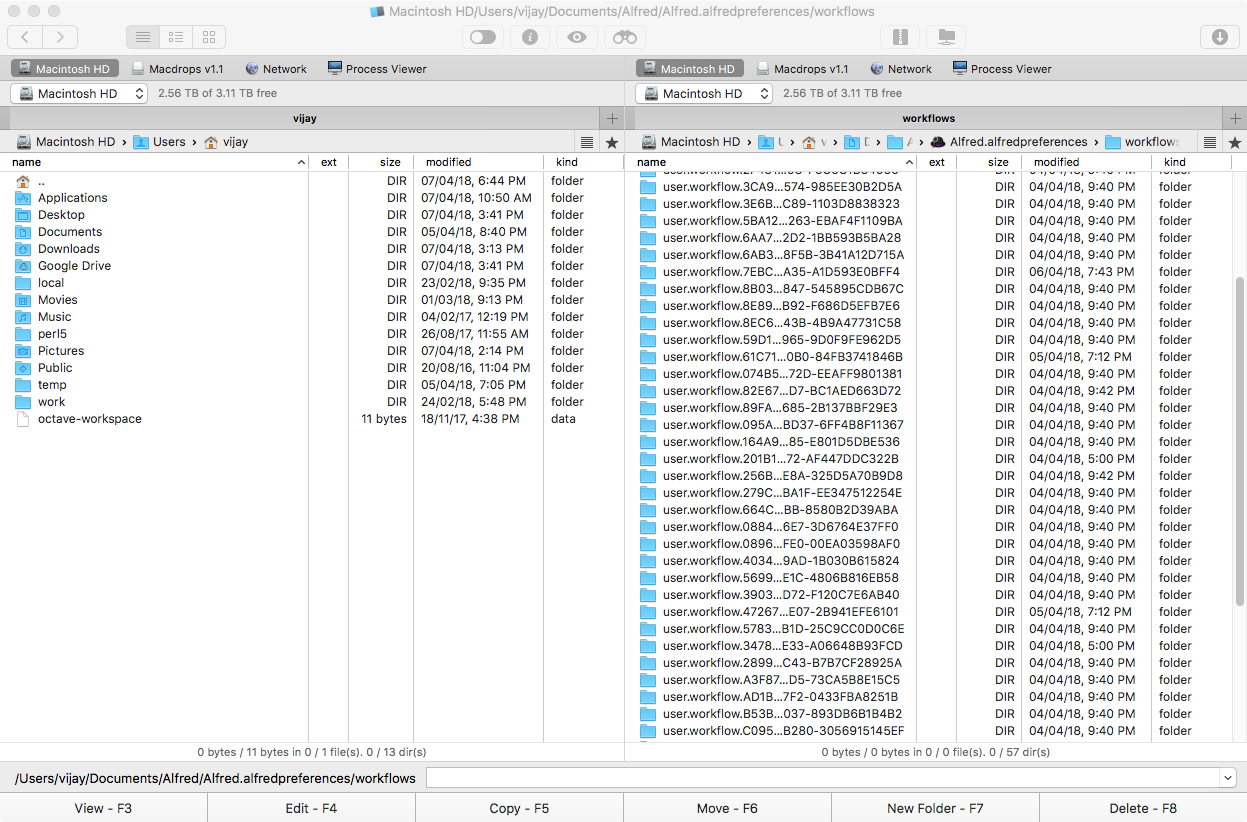 Macintosh HD/Users/vijay/Documents/Alfred/Alfred.alfredpreferences/workflows
Macintosh HD Macdrops v1.1 Network Process Viewer
Macintosh HD 2.56 TB of 3.11 TB free
vijay
Macintosh HD › Users › vijay
name ext size modified kind
.. DIR 07/04/18, 6:44 PM folder
Applications DIR 07/04/18, 10:50 AM folder
Desktop DIR 07/04/18, 3:41 PM folder
Documents DIR 05/04/18, 8:40 PM folder
Downloads DIR 07/04/18, 3:13 PM folder
Google Drive DIR 07/04/18, 3:41 PM folder
local DIR 23/02/18, 9:35 PM folder
Movies DIR 01/03/18, 9:13 PM folder
Music DIR 04/02/17, 12:19 PM folder
perl5 DIR 26/08/17, 11:55 AM folder
Pictures DIR 07/04/18, 2:14 PM folder
Public DIR 20/08/16, 11:04 PM folder
temp DIR 05/04/18, 7:05 PM folder
work DIR 24/02/18, 5:48 PM folder
octave-workspace 11 bytes 18/11/17, 4:38 PM data
0 bytes / 11 bytes in 0 / 1 file(s). 0 / 13 dir(s)
Macintosh HD Macdrops v1.1 Network Process Viewer
Macintosh HD 2.56 TB of 3.11 TB free
workflows
Macintosh HD › › › › › Alfred.alfredpreferences › workflows
name ext size modified kind
user.workflow.3CA9...574-985EE30B2D5A DIR 04/04/18, 9:40 PM folder
user.workflow.3E6B...C89-1103D8838323 DIR 04/04/18, 9:40 PM folder
user.workflow.5BA12...263-EBAF4F1109BA DIR 04/04/18, 9:40 PM folder
user.workflow.6AA7...2D2-1BB593B5BA28 DIR 04/04/18, 9:40 PM folder
user.workflow.6AB3...8F5B-3B41A12D715A DIR 04/04/18, 9:40 PM folder
user.workflow.7EBC...A35-A1D593E0BFF4 DIR 06/04/18, 7:43 PM folder
user.workflow.8B03...847-545895CDB67C DIR 04/04/18, 9:40 PM folder
user.workflow.8E89...B92-F686D5EFB7E6 DIR 04/04/18, 9:40 PM folder
user.workflow.8EC6...43B-4B9A47731C58 DIR 04/04/18, 9:40 PM folder
user.workflow.59D1...965-9D0F9FE962D5 DIR 04/04/18, 9:40 PM folder
user.workflow.61C71...0B0-84FB3741846B DIR 05/04/18, 7:12 PM folder
user.workflow.074B5...72D-EEAFF9801381 DIR 04/04/18, 9:40 PM folder
user.workflow.82E67...D7-BC1AED663D72 DIR 04/04/18, 9:42 PM folder
user.workflow.89FA...685-2B137BBF29E3 DIR 04/04/18, 9:40 PM folder
user.workflow.095A...BD37-6FF4B8F11367 DIR 04/04/18, 9:40 PM folder
user.workflow.164A9...85-E801D5DBE536 DIR 04/04/18, 9:40 PM folder
user.workflow.201B1...72-AF447DDC322B DIR 04/04/18, 5:00 PM folder
user.workflow.256B...E8A-325D5A70B9D8 DIR 04/04/18, 9:42 PM folder
user.workflow.279C...BA1F-EE347512254E DIR 04/04/18, 9:40 PM folder
user.workflow.664C...BB-8580B2D39ABA DIR 04/04/18, 9:40 PM folder
user.workflow.0884...6E7-3D6764E37FF0 DIR 04/04/18, 9:40 PM folder
user.workflow.0896...FE0-00EA03598AF0 DIR 04/04/18, 9:40 PM folder
user.workflow.4034...9AD-1B030B615824 DIR 04/04/18, 9:40 PM folder
user.workflow.5699...E1C-4806B816EB58 DIR 04/04/18, 9:40 PM folder
user.workflow.3903...D72-F120C7E6AB40 DIR 04/04/18, 9:40 PM folder
user.workflow.47267...E07-2B941EFE6101 DIR 05/04/18, 7:12 PM folder
user.workflow.5783...B1D-25C9CC0D0C6E DIR 04/04/18, 9:40 PM folder
user.workflow.3478...E33-A06648B93FCD DIR 04/04/18, 5:00 PM folder
user.workflow.2899...C43-B7B7CF28925A DIR 04/04/18, 9:40 PM folder
user.workflow.A3F87...D5-73CA5B8E15C5 DIR 04/04/18, 9:40 PM folder
user.workflow.AD1B...7F2-0433FBA8251B DIR 04/04/18, 9:40 PM folder
user.workflow.B53B...037-893DB6B1B4B2 DIR 04/04/18, 9:40 PM folder
user.workflow.C095...B280-3056915145EF DIR 04/04/18, 9:40 PM folder
0 bytes / 0 bytes in 0 / 0 file(s). 0 / 57 dir(s)
/Users/vijay/Documents/Alfred/Alfred.alfredpreferences/workflows
View - F3 Edit - F4 Copy - F5 Move - F6 New Folder - F7 Delete - F8